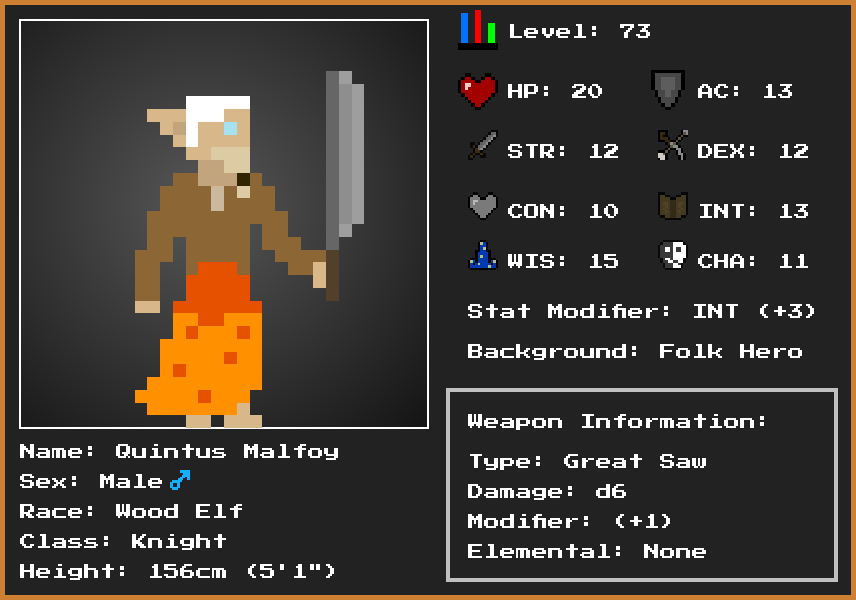 Level: 73
HP: 20 AC: 13
STR: 12 DEX: 12
CON: 10 INT: 13
WIS: 15 CHA: 11
Stat Modifier: INT (+3)
Background: Folk Hero
Weapon Information:
Type: Great Saw
Damage: d6
Modifier: (+1)
Elemental: None
Name: Quintus Malfoy
Sex: Male ♂
Race: Wood Elf
Class: Knight
Height: 156cm (5'1")